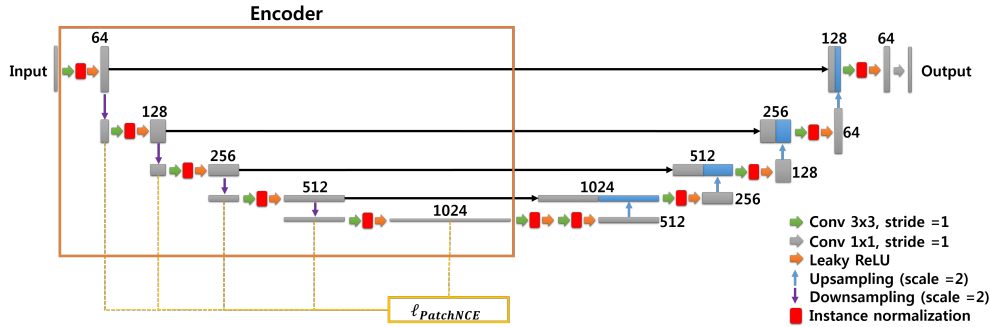 Encoder
64
128
64
Input
Output
128
256
64
256
512
128
512
1024
256
1024
512
ℓPatchNCE
Conv 3x3, stride =1
Conv 1x1, stride =1
Leaky ReLU
Upsampling (scale =2)
Downsampling (scale =2)
Instance normalization